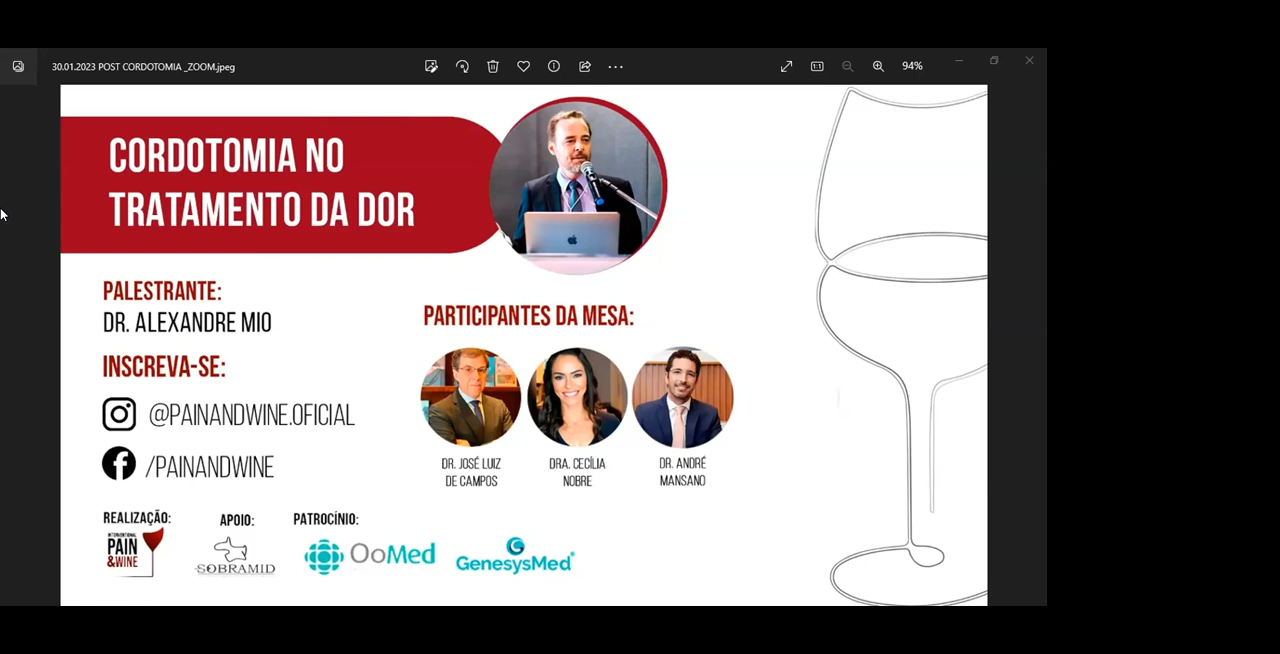 30.01.2023 POST CORDOTOMIA _ZOOM.jpeg
94%
CORDOTOMIA NO
TRATAMENTO DA DOR
PALESTRANTE:
DR. ALEXANDRE MIO
INSCREVA-SE:
@PAINANDWINE.OFICIAL
/PAINANDWINE
PARTICIPANTES DA MESA:
DR. JOSÉ LUIZ
DE CAMPOS
DRA. CECÍLIA
NOBRE
DR. ANDRÉ
MANSANO
REALIZAÇÃO:
INTERVENTIONAL
PAIN
&WINE
APOIO:
SOBRAMID
PATROCÍNIO:
OoMed
GenesysMed